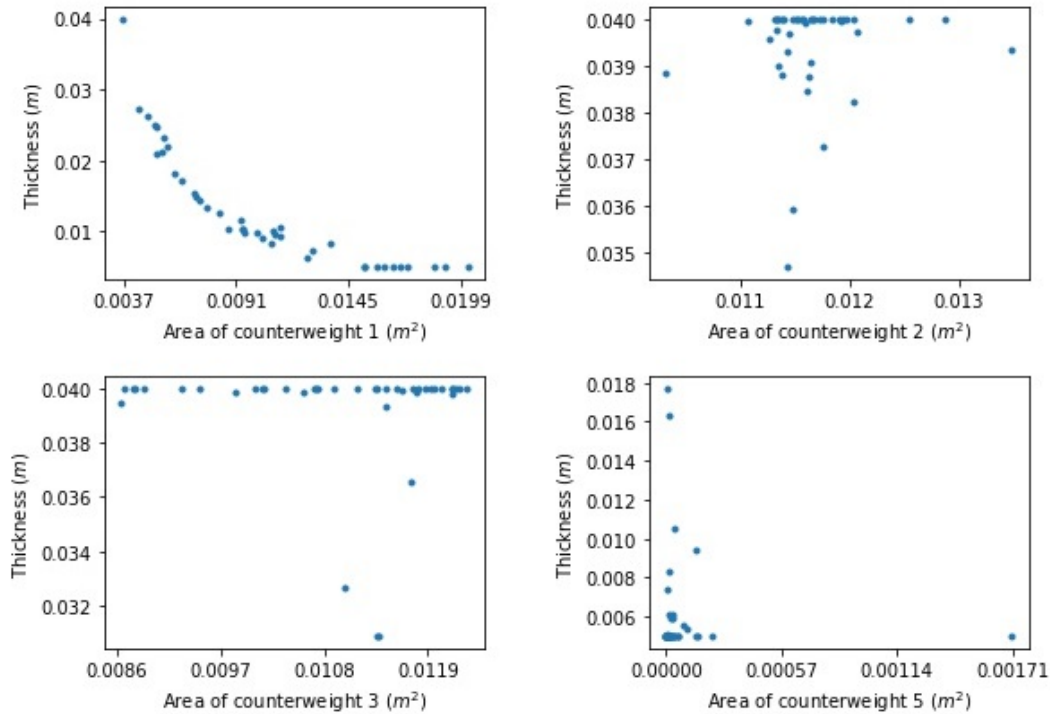 0.04
0.03
0.02
0.01
Thickness (m)
0.0037 0.0091 0.0145 0.0199
Area of counterweight 1 (m²)
0.040
0.039
0.038
0.037
0.036
0.035
Thickness (m)
0.011 0.012 0.013
Area of counterweight 2 (m²)
0.040
0.038
0.036
0.034
0.032
Thickness (m)
0.0086 0.0097 0.0108 0.0119
Area of counterweight 3 (m²)
0.018
0.016
0.014
0.012
0.010
0.008
0.006
Thickness (m)
0.00000 0.00057 0.00114 0.00171
Area of counterweight 5 (m²)